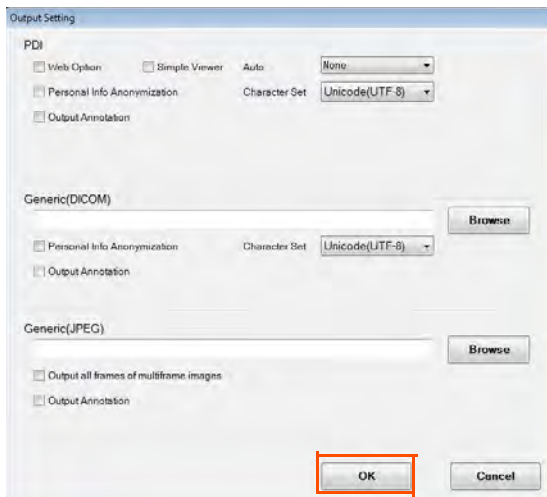 Output Setting
PDI
Web Option Simple Viewer Auto None
Personal Info Anonymization Character Set Unicode(UTF-8)
Output Annotation
Generic(DICOM)
Browse
Personal Info Anonymization Character Set Unicode(UTF-8)
Output Annotation
Generic(JPEG)
Browse
Output all frames of multiframe images
Output Annotation
OK Cancel